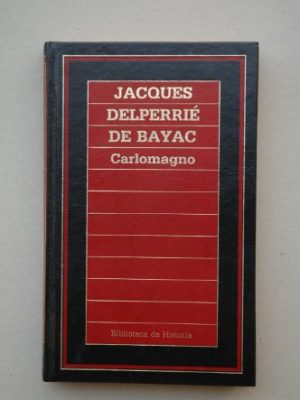 JACQUES
DELPERRIÉ
DE BAYAC
Carlomagno
Biblioteca de Historia